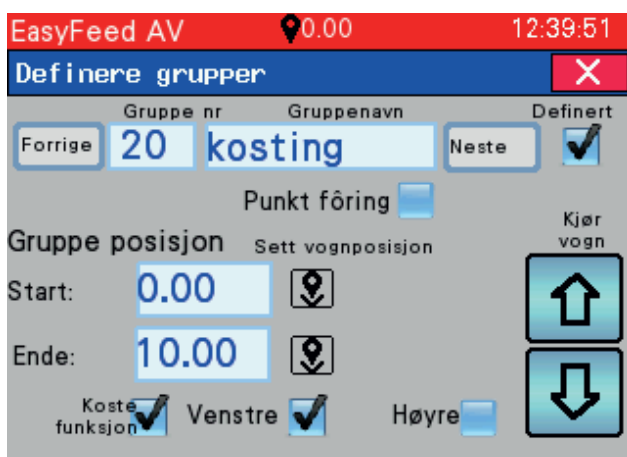 EasyFeed AV 0.00 12:39:51
Definere grupper
Gruppe nr Gruppenavn Definert
Forrige 20 kosting Neste
Punkt fôring
Kjør
vogn
Gruppe posisjon Sett vognposisjon
Start: 0.00
Ende: 10.00
Koste
funksjon Venstre Høyre